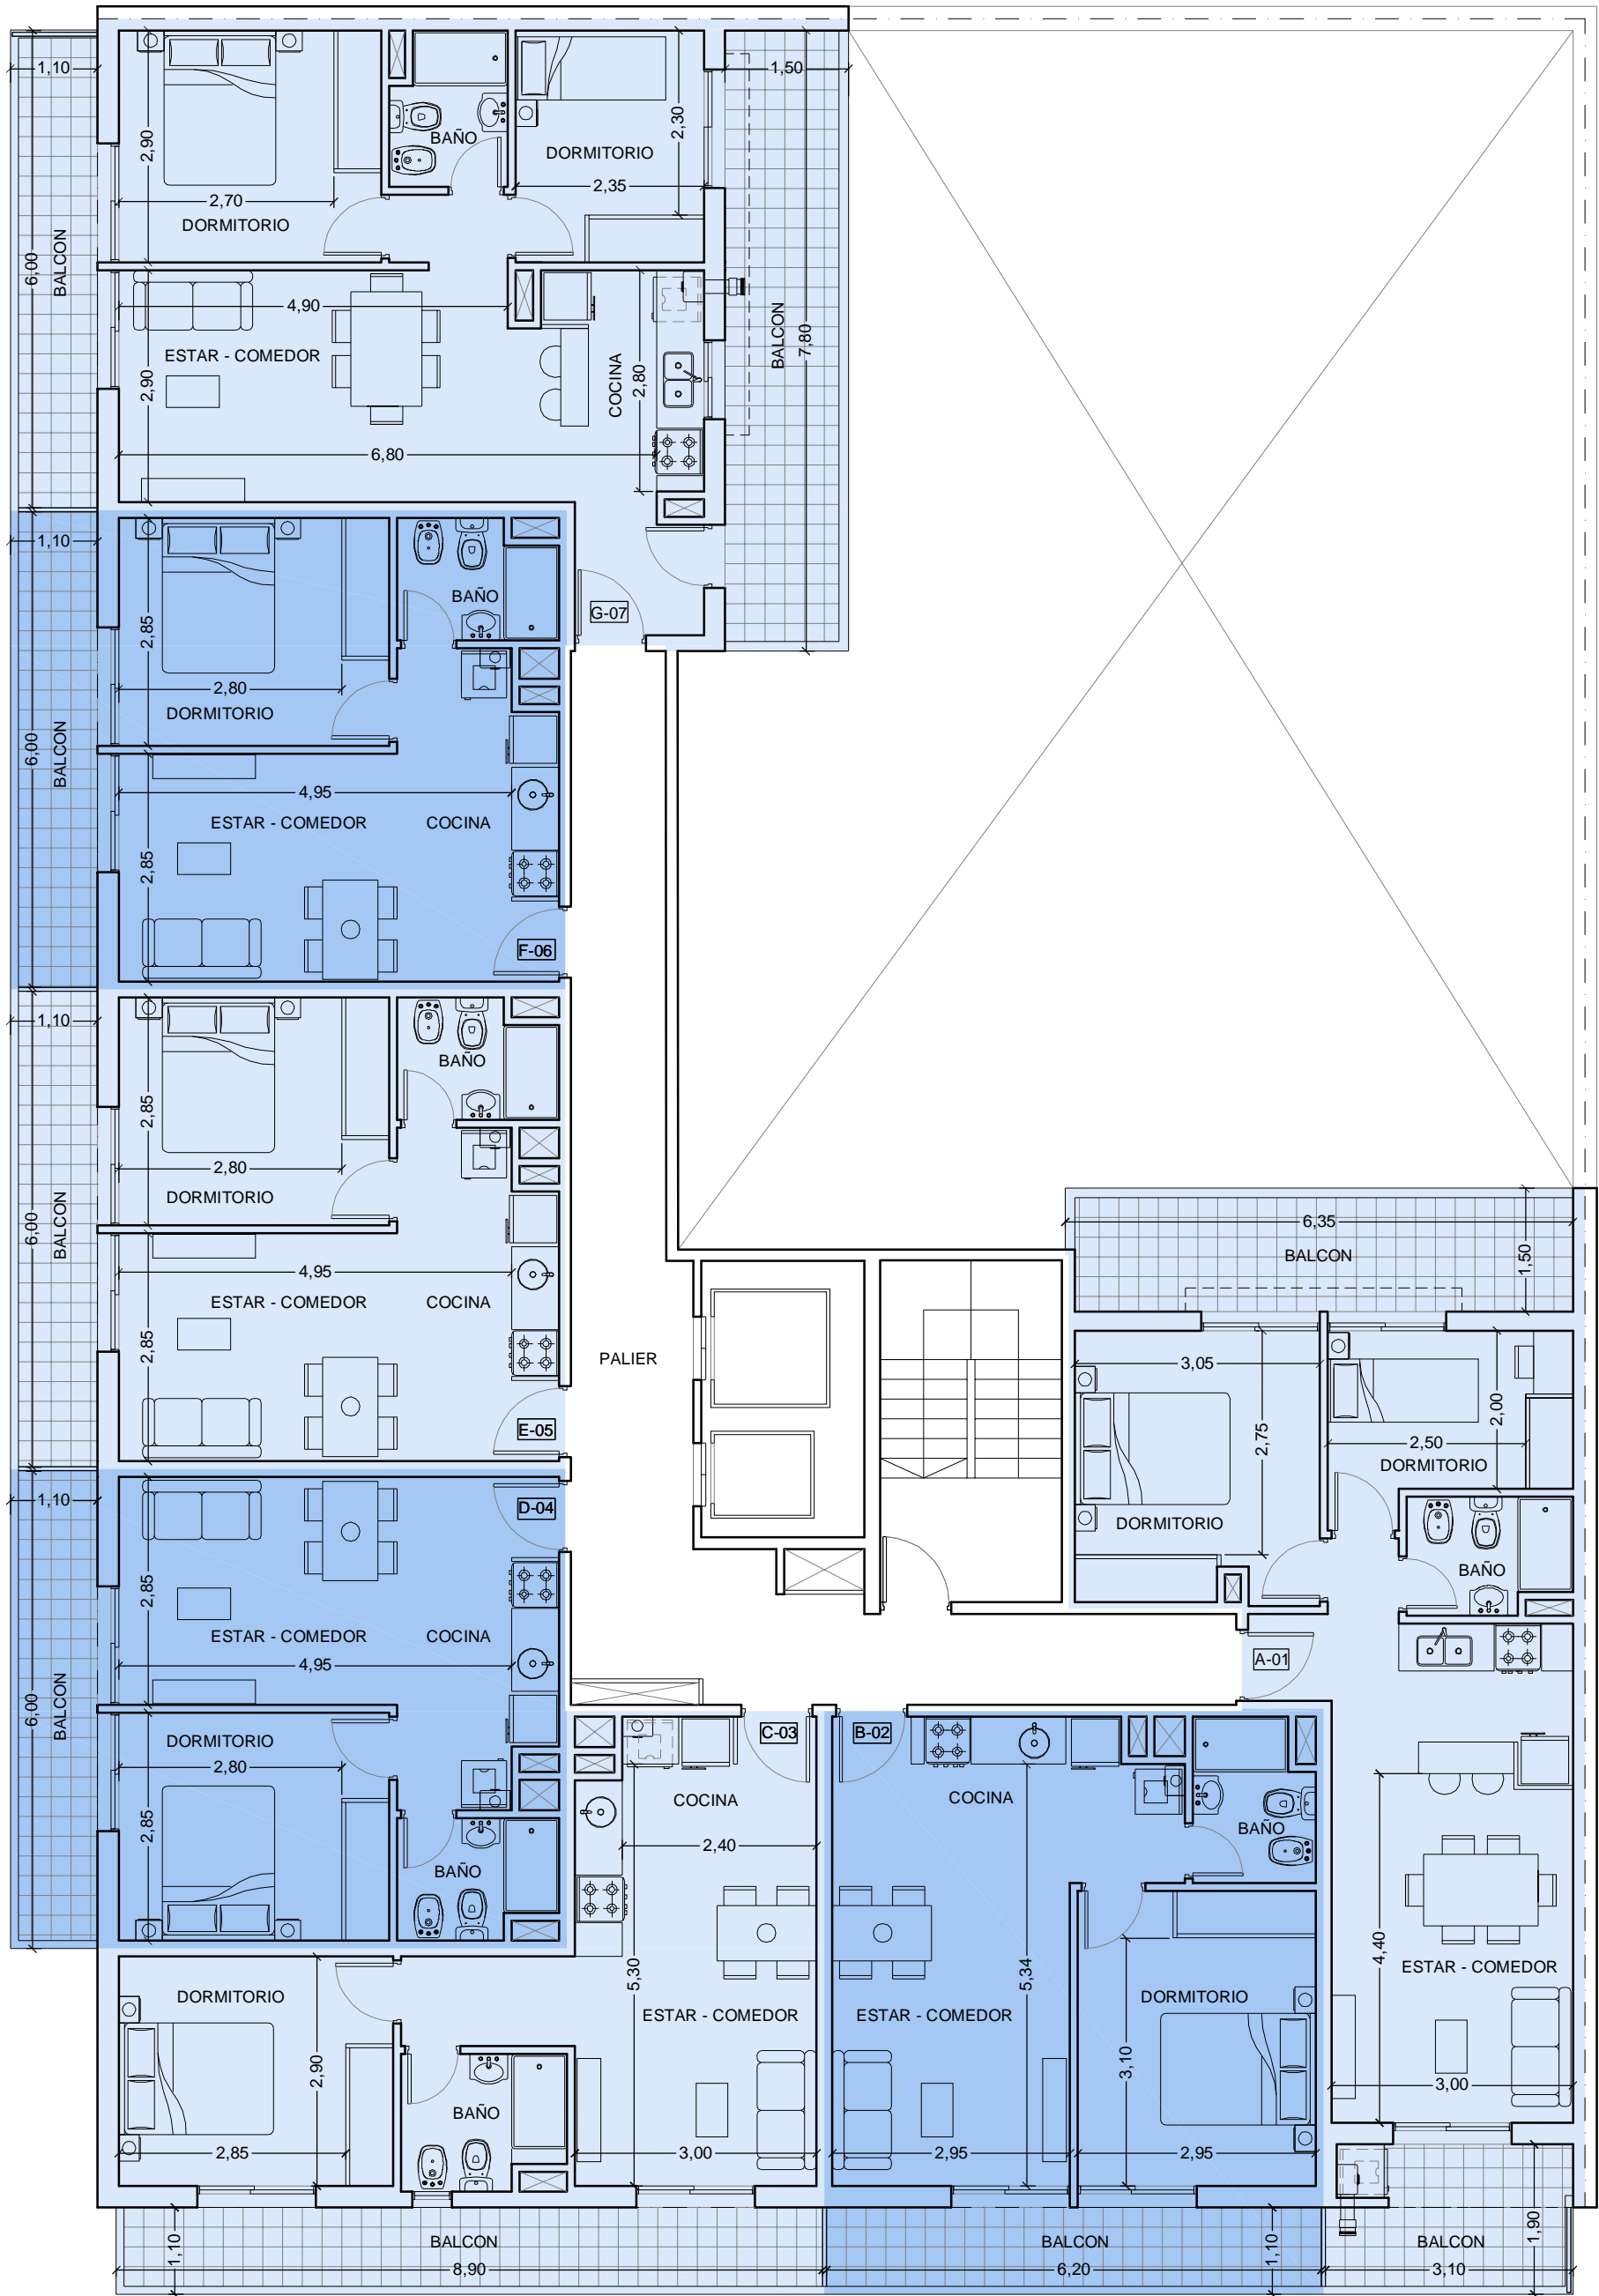 1,10
1,50
2,30
BAÑO
DORMITORIO
2,90
2,35
2,70
DORMITORIO
6,00
BALCON
4,90
ESTAR - COMEDOR
2,90
COCINA
2,80
BALCON
7,80
6,80
1,10
BAÑO
G-07
2,85
2,80
DORMITORIO
6,00
BALCON
4,95
ESTAR - COMEDOR
COCINA
2,85
F-06
1,10
BAÑO
2,85
2,80
DORMITORIO
6,00
BALCON
4,95
ESTAR - COMEDOR
COCINA
2,85
E-05
PALIER
6,35
BALCON
1,50
3,05
2,75
2,00
2,50
DORMITORIO
DORMITORIO
BAÑO
1,10
D-04
2,85
ESTAR - COMEDOR
COCINA
4,95
6,00
BALCON
A-01
DORMITORIO
2,80
2,85
BAÑO
C-03
B-02
COCINA
2,40
COCINA
BAÑO
5,30
5,34
4,40
ESTAR - COMEDOR
DORMITORIO
2,90
ESTAR - COMEDOR
ESTAR - COMEDOR
DORMITORIO
3,10
3,00
BAÑO
2,85
3,00
2,95
2,95
1,10
BALCON
8,90
BALCON
6,20
1,10
BALCON
3,10
1,90